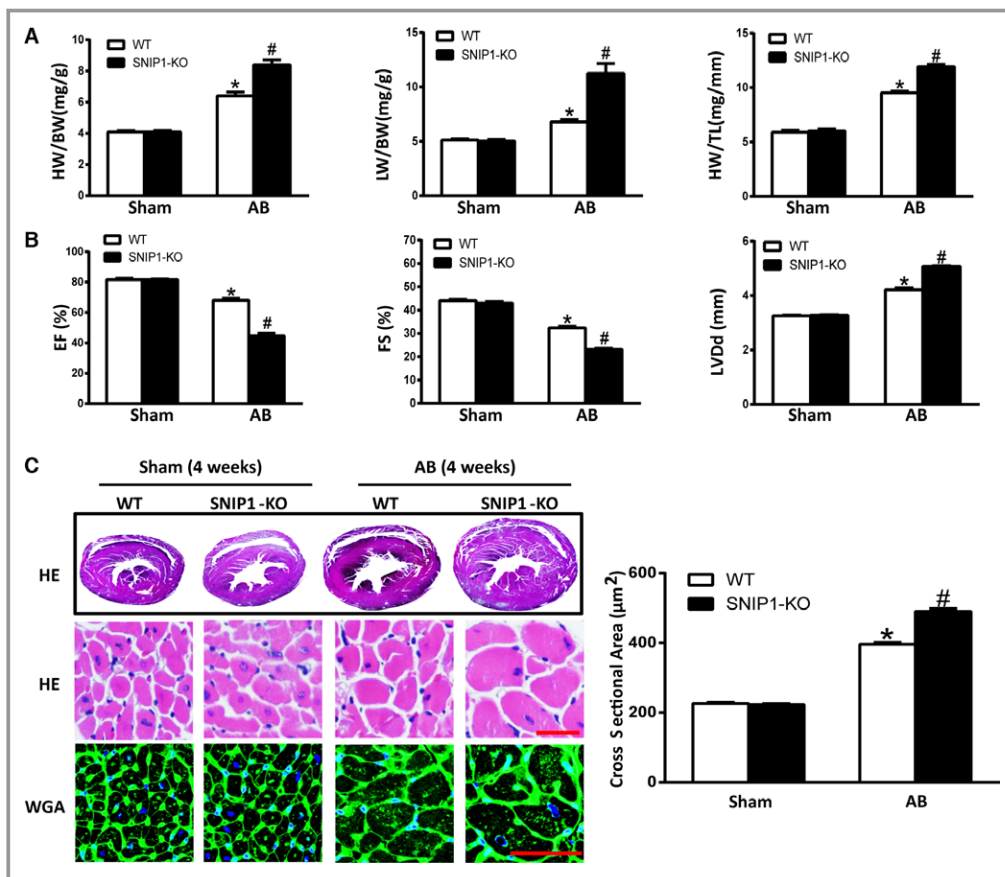 A
HW/BW(mg/g)
10
8
6
4
2
0
WT
SNIP1-KO
*
#
Sham
AB
LW/BW(mg/g)
15
10
5
0
WT
SNIP1-KO
*
#
Sham
AB
HW/TL(mg/mm)
15
10
5
0
WT
SNIP1-KO
*
#
Sham
AB
B
EF (%)
100
80
60
40
20
0
WT
SNIP1-KO
*
#
Sham
AB
FS (%)
70
60
50
40
30
20
10
0
WT
SNIP1-KO
*
#
Sham
AB
LVDd (mm)
6
4
2
0
WT
SNIP1-KO
*
#
Sham
AB
C
Sham (4 weeks)
AB (4 weeks)
WT
SNIP1 -KO
WT
SNIP1 -KO
HE
HE
WGA
Cross Sectional Area (µm²)
600
400
200
0
WT
SNIP1-KO
*
#
Sham
AB